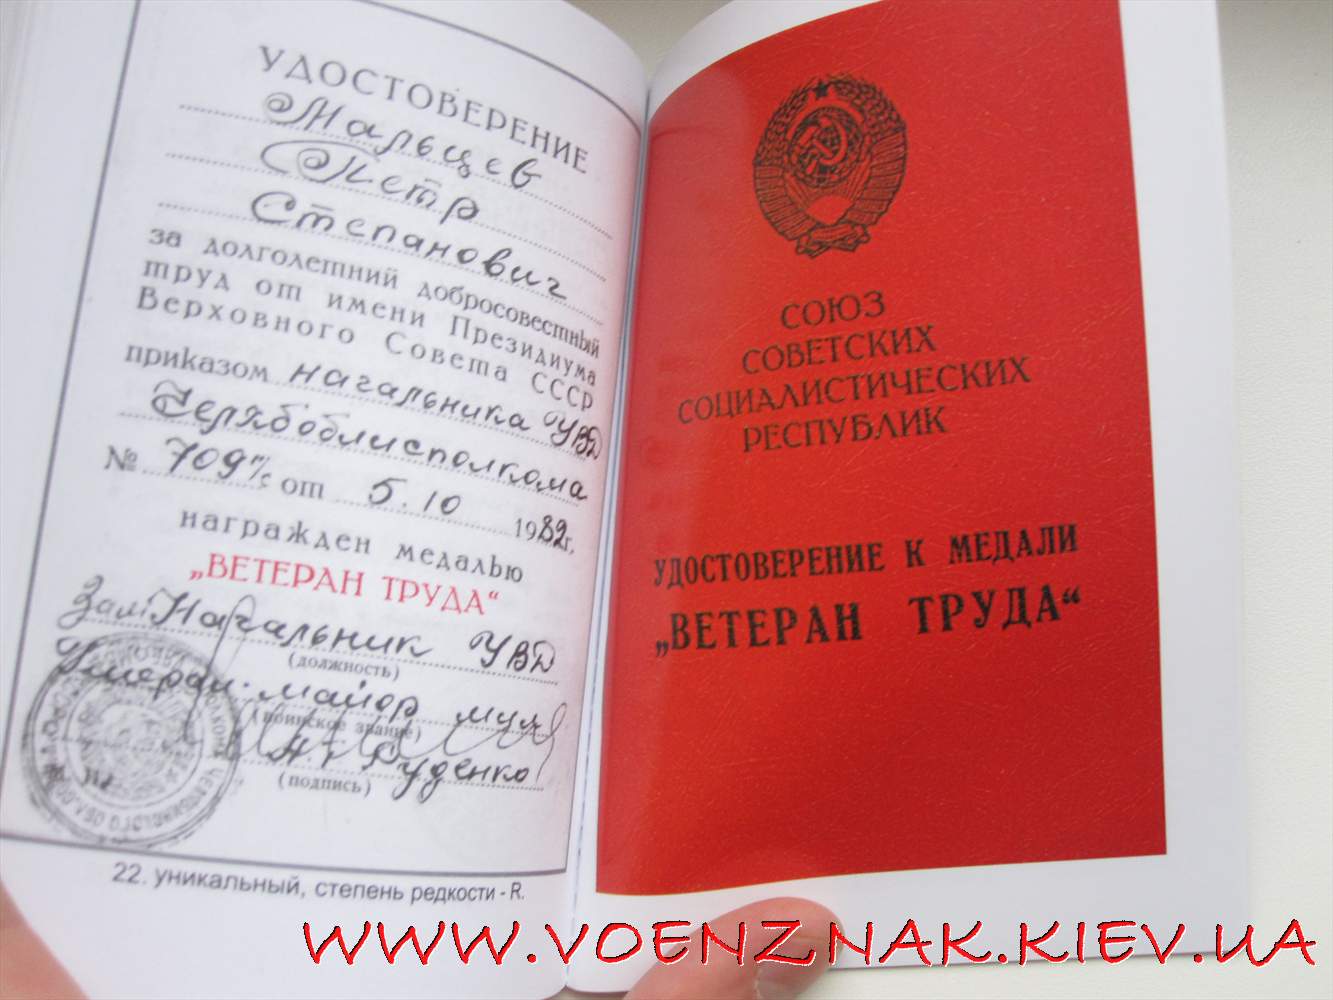 УДОСТОВЕРЕНИЕ
Мальцев
Петр
Степанович
за долголетний добросовестный
труд от имени Президиума
Верховного Совета СССР
приказом начальника УВД
Челябоблисполкома
№ 709 л/с от 5.10 1982г.
награжден медалью
„ВЕТЕРАН ТРУДА“
Зам. Начальник УВД
(должность)
Генерал-майор
(воинское звание)
Руденко
(подпись)
22. уникальный, степень редкости - R.
СОЮЗ
СОВЕТСКИХ
СОЦИАЛИСТИЧЕСКИХ
РЕСПУБЛИК
УДОСТОВЕРЕНИЕ К МЕДАЛИ
„ВЕТЕРАН ТРУДА“
WWW.VOENZNAK.KIEV.UA